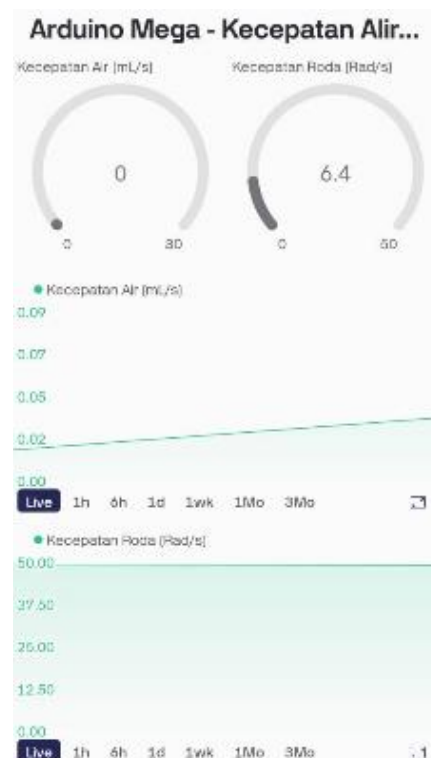 Arduino Mega - Kecepatan Alir...
Kecepatan Air (mL/s)
Kecepatan Roda (Rad/s)
0
6.4
0
30
0
50
Kecepatan Air (mL/s)
0.09
0.07
0.05
0.02
0.00
Live 1h 6h 1d 1wk 1Mo 3Mo
Kecepatan Roda (Rad/s)
50.00
37.50
25.00
12.50
0.00
Live 1h 6h 1d 1wk 1Mo 3Mo